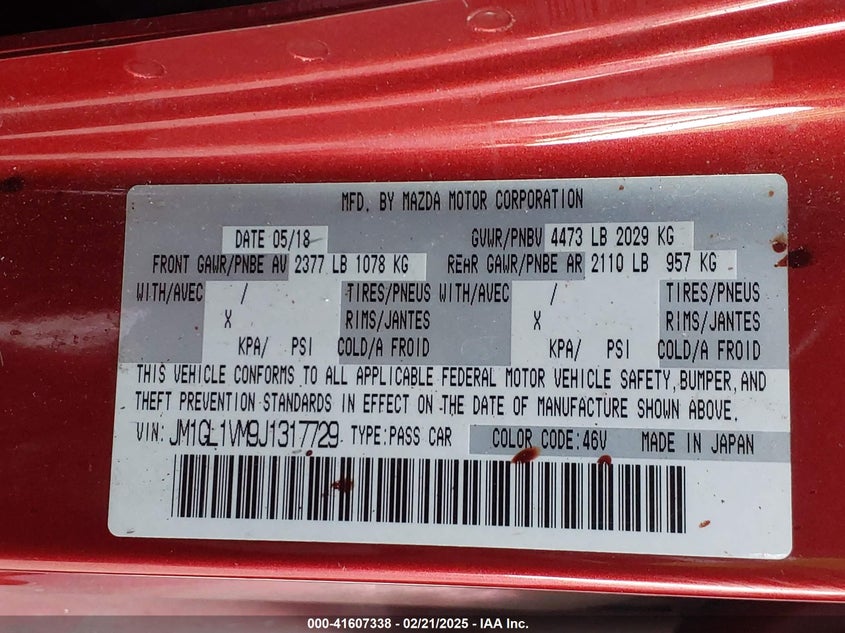 MFD. BY MAZDA MOTOR CORPORATION
DATE 05/18 GVWR/PNBV 4473 LB 2029 KG
FRONT GAWR/PNBE AV 2377 LB 1078 KG REAR GAWR/PNBE AR 2110 LB 957 KG
WITH/AVEC / TIRES/PNEUS WITH/AVEC / TIRES/PNEUS
X RIMS/JANTES X RIMS/JANTES
KPA/ PSI COLD/A FROID KPA/ PSI COLD/A FROID
THIS VEHICLE CONFORMS TO ALL APPLICABLE FEDERAL MOTOR VEHICLE SAFETY, BUMPER, AND
THEFT PREVENTION STANDARDS IN EFFECT ON THE DATE OF MANUFACTURE SHOWN ABOVE.
VIN: JM1GL1VM9J1317729 TYPE:PASS CAR COLOR CODE:46V MADE IN JAPAN
000-41607338 - 02/21/2025 - IAA Inc.